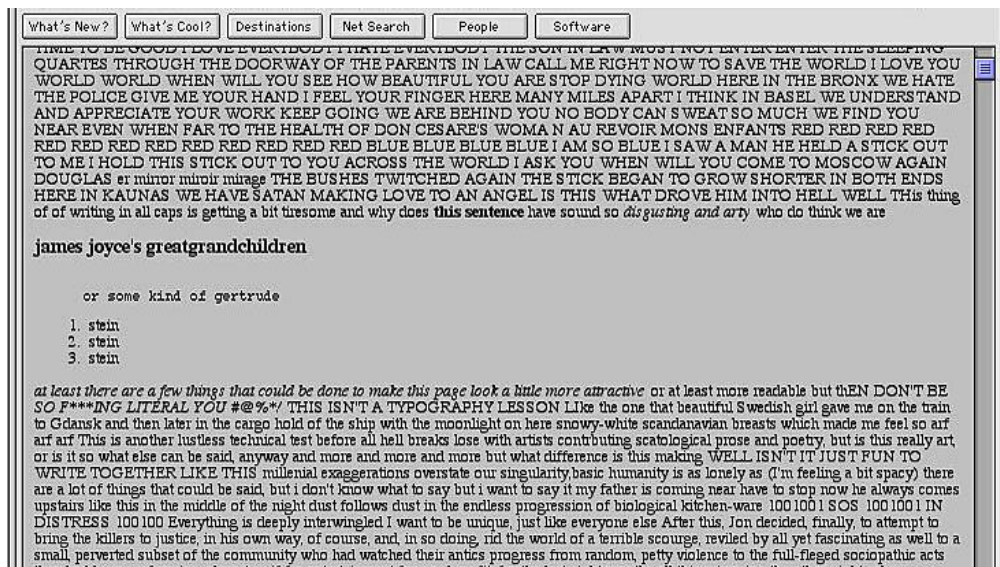 What's New? What's Cool? Destinations Net Search People Software
TIME TO BE GOOD I LOVE EVERYBODY I HATE EVERYBODY THE SON IN LAW MUST NOT ENTER ENTER THE SLEEPING
QUARTES THROUGH THE DOORWAY OF THE PARENTS IN LAW CALL ME RIGHT NOW TO SAVE THE WORLD I LOVE YOU
WORLD WORLD WHEN WILL YOU SEE HOW BEAUTIFUL YOU ARE STOP DYING WORLD HERE IN THE BRONX WE HATE
THE POLICE GIVE ME YOUR HAND I FEEL YOUR FINGER HERE MANY MILES APART I THINK IN BASEL WE UNDERSTAND
AND APPRECIATE YOUR WORK KEEP GOING WE ARE BEHIND YOU NO BODY CAN SWEAT SO MUCH WE FIND YOU
NEAR EVEN WHEN FAR TO THE HEALTH OF DON CESARE'S WOMA N AU REVOIR MONS ENFANTS RED RED RED RED
RED RED RED RED RED RED RED RED RED BLUE BLUE BLUE BLUE I AM SO BLUE I SAW A MAN HE HELD A STICK OUT
TO ME I HOLD THIS STICK OUT TO YOU ACROSS THE WORLD I ASK YOU WHEN WILL YOU COME TO MOSCOW AGAIN
DOUGLAS er mirror miroir mirage THE BUSHES TWITCHED AGAIN THE STICK BEGAN TO GROW SHORTER IN BOTH ENDS
HERE IN KAUNAS WE HAVE SATAN MAKING LOVE TO AN ANGEL IS THIS WHAT DROVE HIM INTO HELL WELL THis thing
of of writing in all caps is getting a bit tiresome and why does this sentence have sound so disgusting and arty who do think we are
james joyce's greatgrandchildren
or some kind of gertrude
1. stein
2. stein
3. stein
at least there are a few things that could be done to make this page look a little more attractive or at least more readable but thEN DON'T BE
SO F***ING LITERAL YOU #@%*/ THIS ISN'T A TYPOGRAPHY LESSON LIke the one that beautiful Swedish girl gave me on the train
to Gdansk and then later in the cargo hold of the ship with the moonlight on here snowy-white scandanavian breasts which made me feel so arf
arf arf This is another lustless technical test before all hell breaks lose with artists contrbuting scatological prose and poetry, but is this really art,
or is it so what else can be said, anyway and more and more and more but what difference is this making WELL ISN'T IT JUST FUN TO
WRITE TOGETHER LIKE THIS millenial exaggerations overstate our singularity,basic humanity is as lonely as (I'm feeling a bit spacy) there
are a lot of things that could be said, but i don't know what to say but i want to say it my father is coming near have to stop now he always comes
upstairs like this in the middle of the night dust follows dust in the endless progression of biological kitchen-ware 1001001 SOS 1001001 IN
DISTRESS 100100 Everything is deeply interwingled I want to be unique, just like everyone else After this, Jon decided, finally, to attempt to
bring the killers to justice, in his own way, of course, and, in so doing, rid the world of a terrible scourge, reviled by all yet fascinating as well to a
small, perverted subset of the community who had watched their antics progress from random, petty violence to the full-fleged sociopathic acts